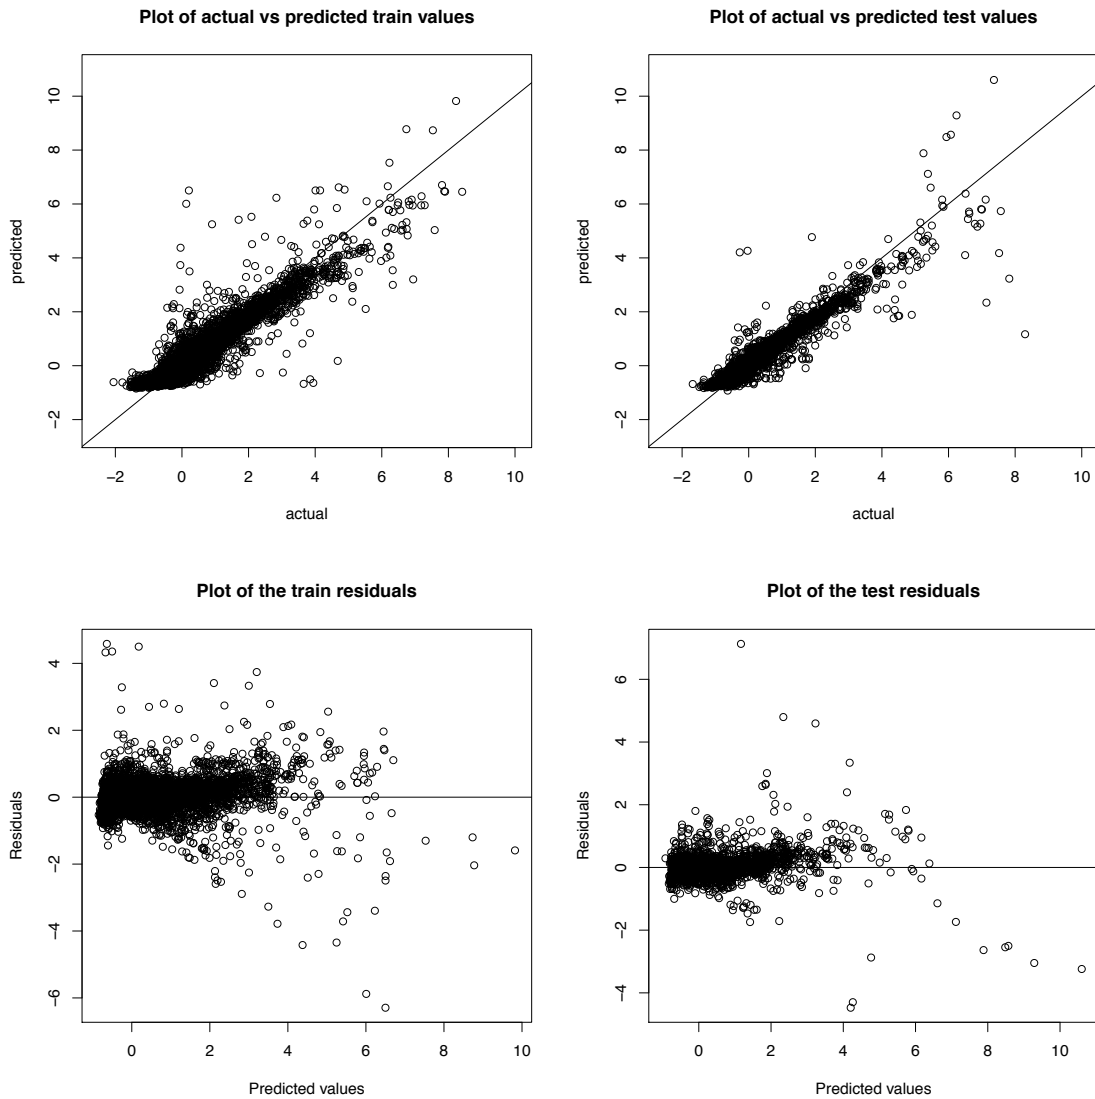 Plot of actual vs predicted train values
predicted
10
8
6
4
2
0
−2
−2 0 2 4 6 8 10
actual
Plot of actual vs predicted test values
predicted
10
8
6
4
2
0
−2
−2 0 2 4 6 8 10
actual
Plot of the train residuals
Residuals
4
2
0
−2
−4
−6
0 2 4 6 8 10
Predicted values
Plot of the test residuals
Residuals
6
4
2
0
−2
−4
0 2 4 6 8 10
Predicted values